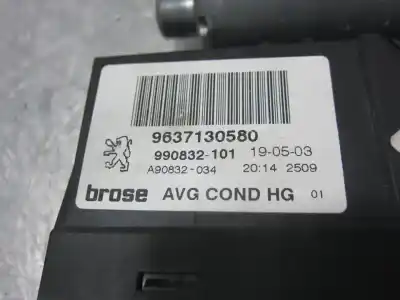 9637130580
990832-101 19-05-03
A90832-034 20:14 2509
brose AVG COND HG 01